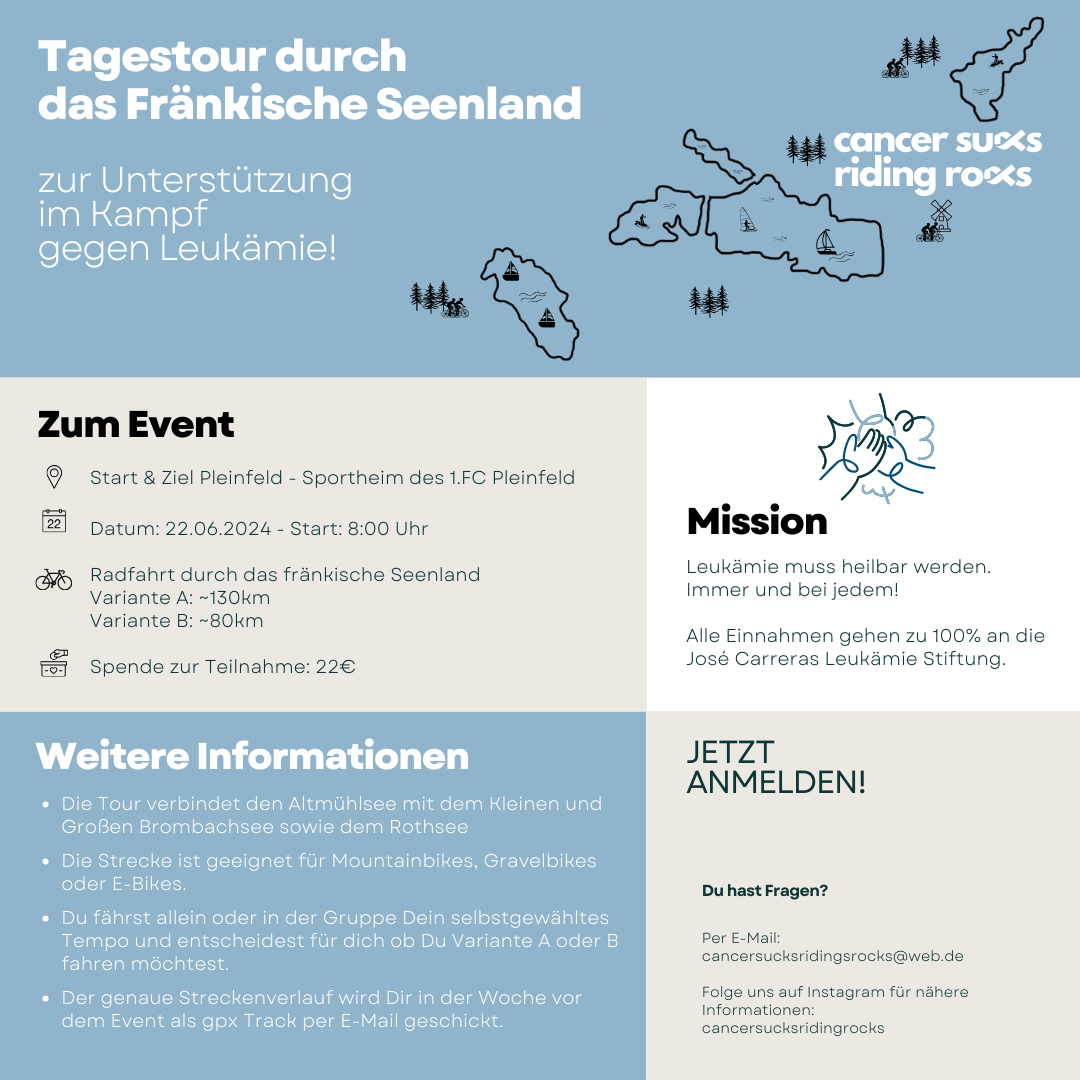 Tagestour durch
das Fränkische Seenland
zur Unterstützung
im Kampf
gegen Leukämie!
cancer sucks
riding rocks
Zum Event
Start & Ziel Pleinfeld - Sportheim des 1.FC Pleinfeld
22
Datum: 22.06.2024 - Start: 8:00 Uhr
Radfahrt durch das fränkische Seenland
Variante A: ~130km
Variante B: ~80km
Spende zur Teilnahme: 22€
Mission
Leukämie muss heilbar werden.
Immer und bei jedem!
Alle Einnahmen gehen zu 100% an die
José Carreras Leukämie Stiftung.
Weitere Informationen
• Die Tour verbindet den Altmühlsee mit dem Kleinen und
Großen Brombachsee sowie dem Rothsee
• Die Strecke ist geeignet für Mountainbikes, Gravelbikes
oder E-Bikes.
• Du fährst allein oder in der Gruppe Dein selbstgewähltes
Tempo und entscheidest für dich ob Du Variante A oder B
fahren möchtest.
• Der genaue Streckenverlauf wird Dir in der Woche vor
dem Event als gpx Track per E-Mail geschickt.
JETZT
ANMELDEN!
Du hast Fragen?
Per E-Mail:
cancersucksridingsrocks@web.de
Folge uns auf Instagram für nähere
Informationen:
cancersucksridingrocks